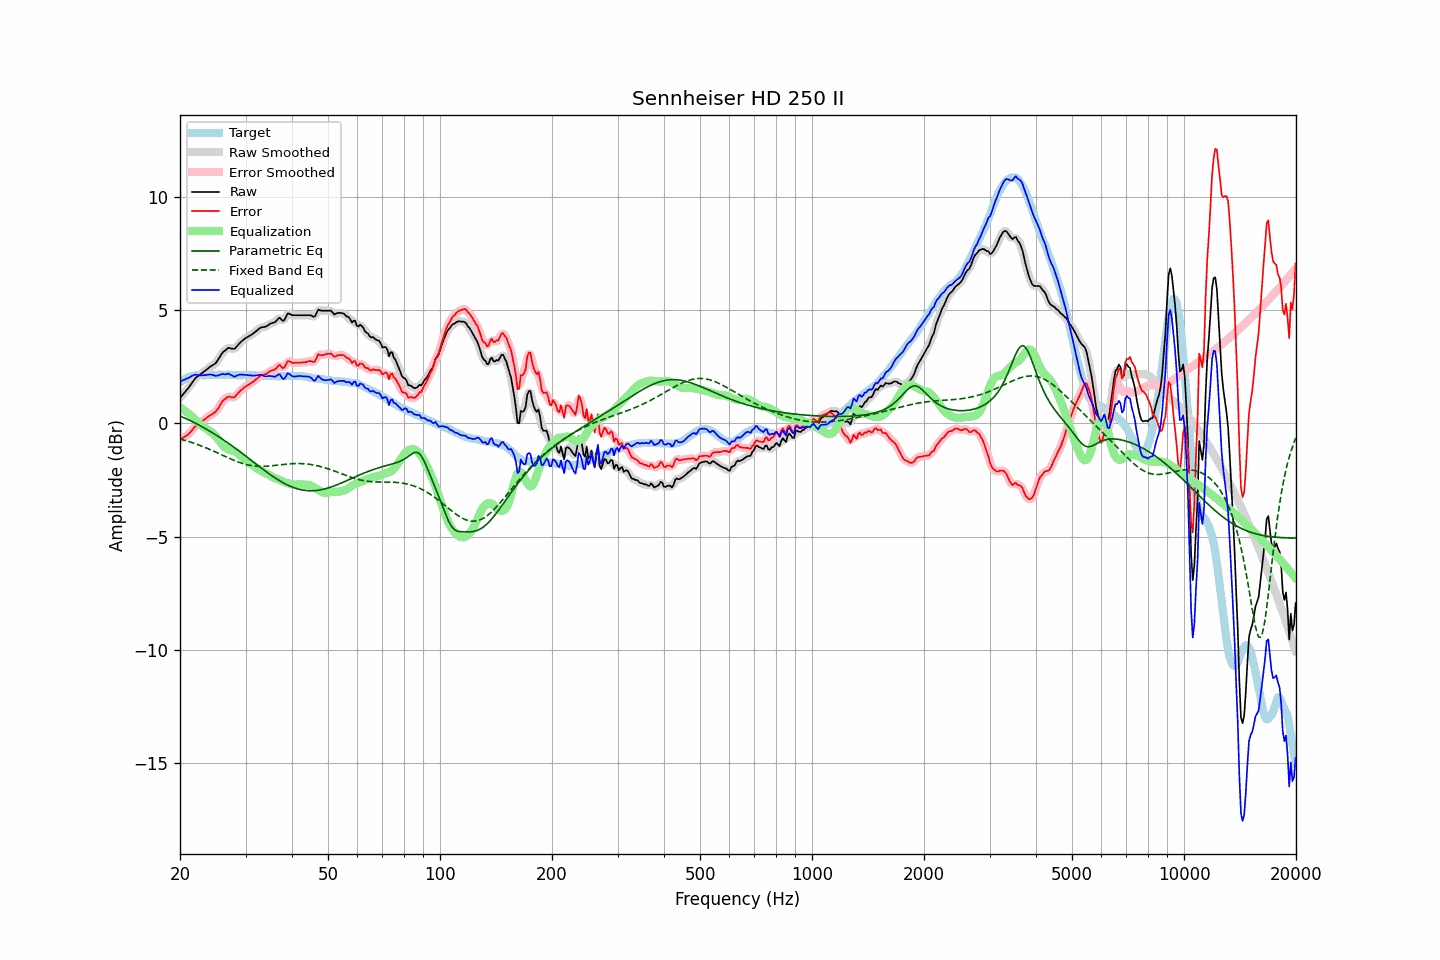 Sennheiser HD 250 II
Target
Raw Smoothed
Error Smoothed
Raw
Error
Equalization
Parametric Eq
Fixed Band Eq
Equalized
Amplitude (dBr)
10
5
0
−5
−10
−15
20 50 100 200 500 1000 2000 5000 10000 20000
Frequency (Hz)